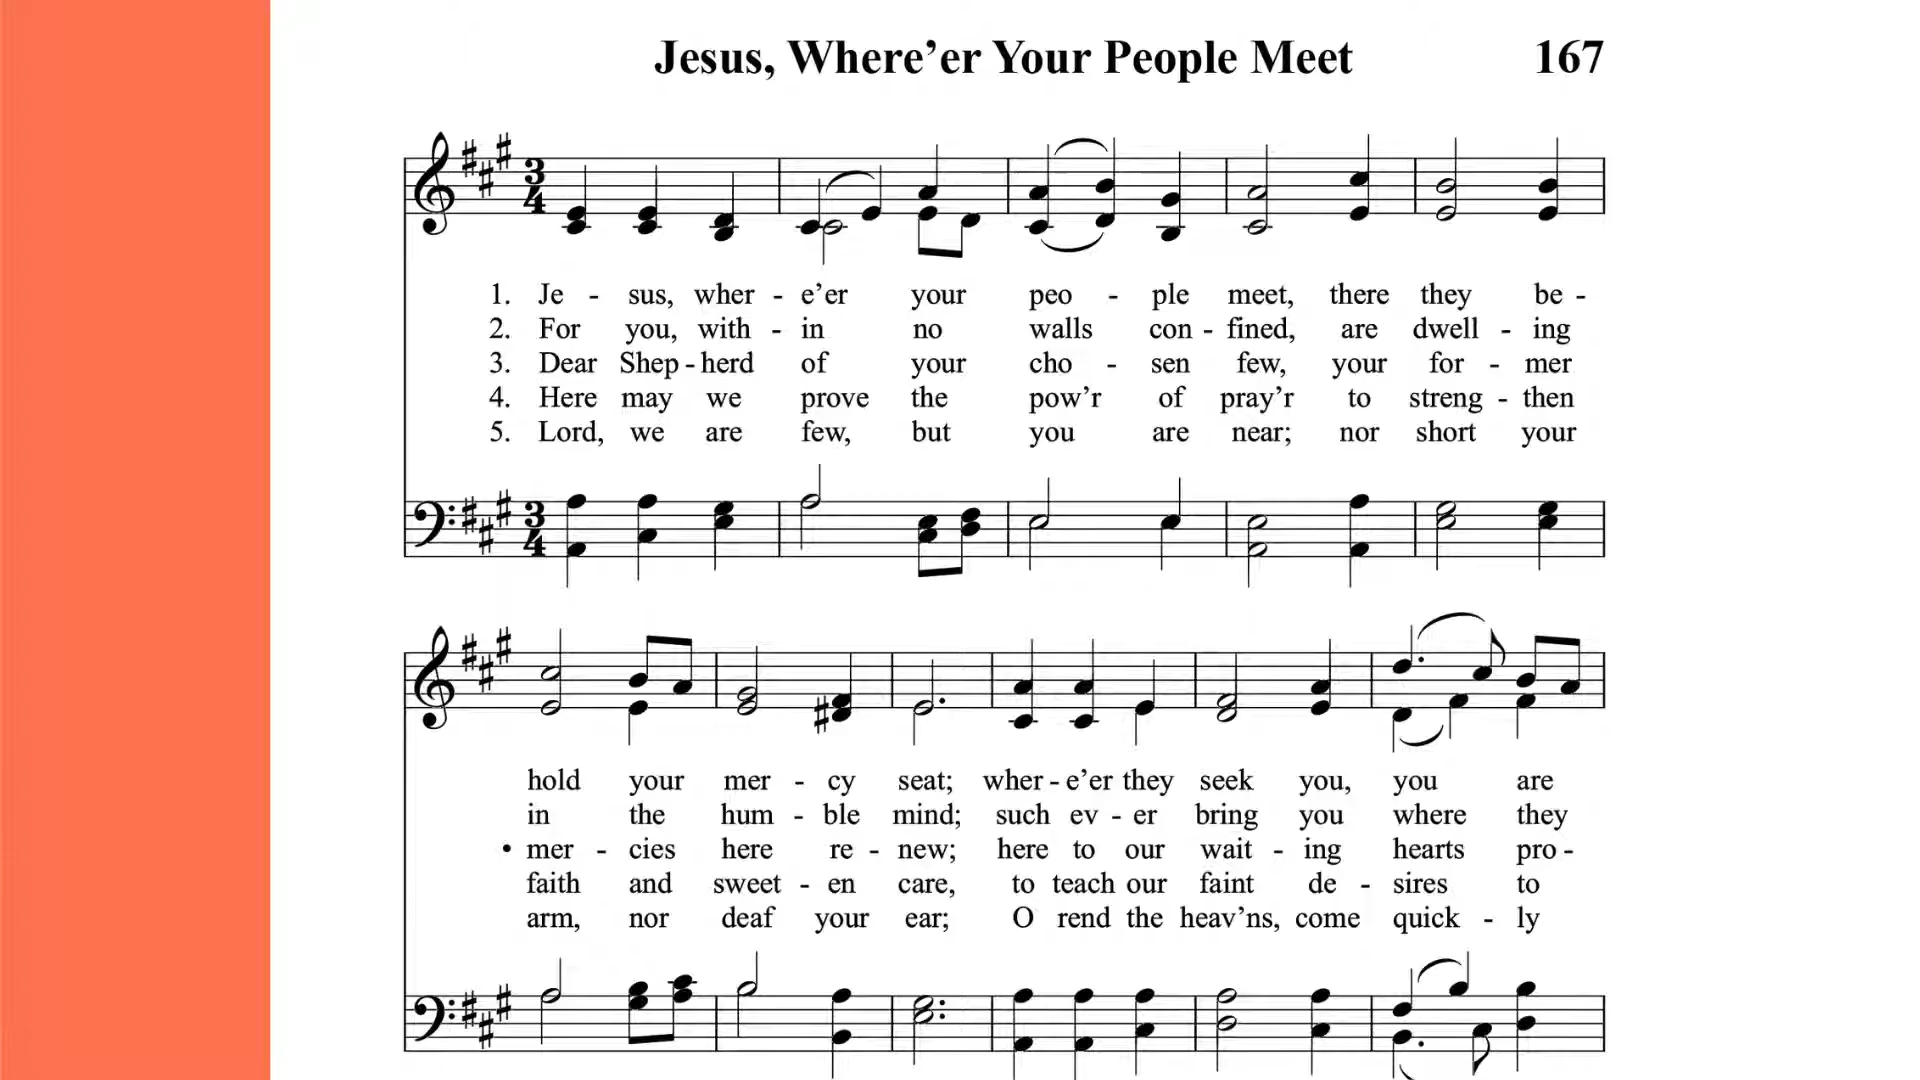 Jesus, Where’er Your People Meet 167
3
4
1. Je - sus, wher - e’er your peo - ple meet, there they be -
2. For you, with - in no walls con - fined, are dwell - ing
3. Dear Shep - herd of your cho - sen few, your for - mer
4. Here may we prove the pow’r of pray’r to streng - then
5. Lord, we are few, but you are near; nor short your
3
4
hold your mer - cy seat; wher - e’er they seek you, you are
in the hum - ble mind; such ev - er bring you where they
• mer - cies here re - new; here to our wait - ing hearts pro -
faith and sweet - en care, to teach our faint de - sires to
arm, nor deaf your ear; O rend the heav’ns, come quick - ly